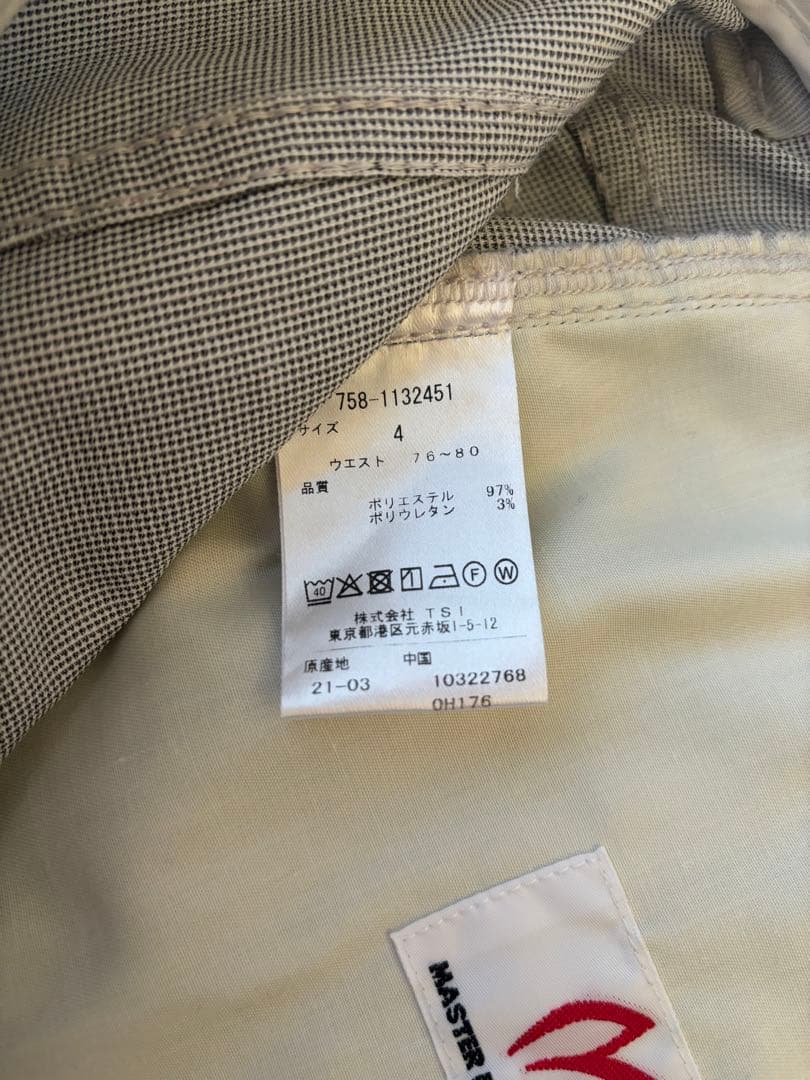 758-1132451
サイズ 4
ウエスト 76～80
品質
ポリエステル 97%
ポリウレタン 3%
40 F W
株式会社 TSI
東京都港区元赤坂1-5-12
原産地 中国
21-03 10322768
0H176
MASTER